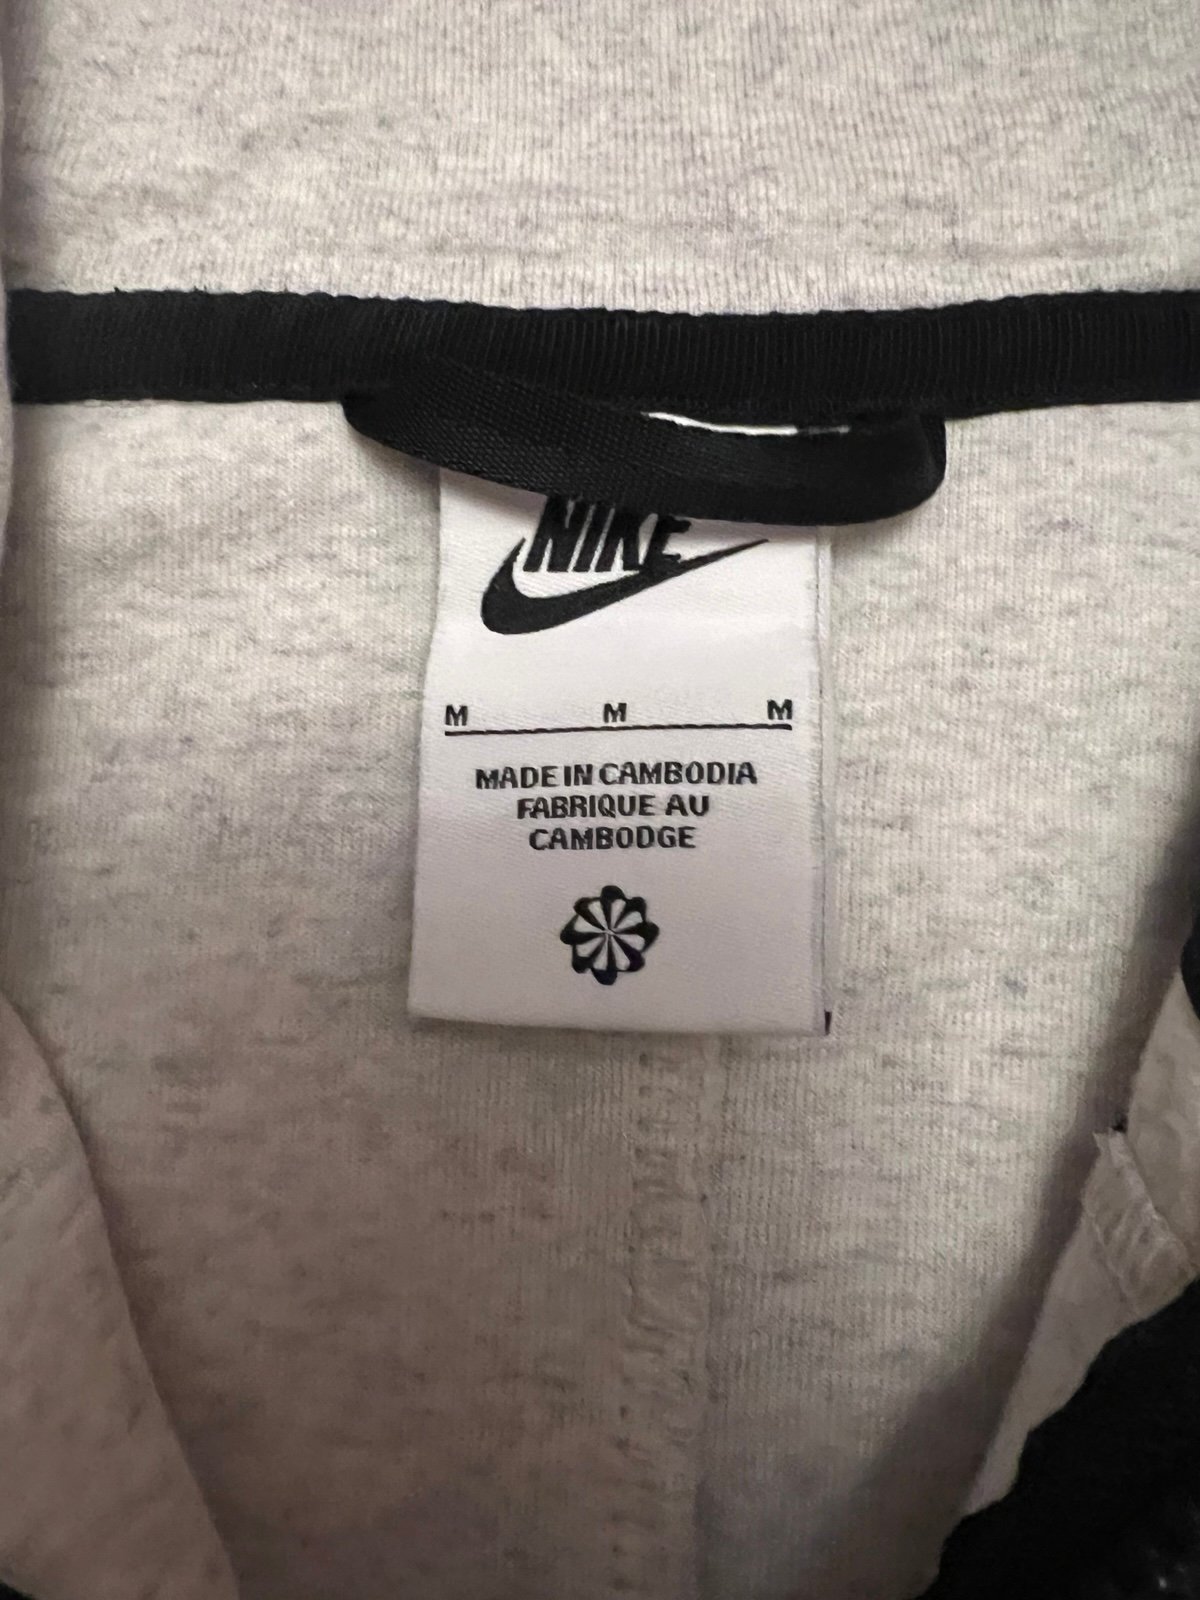 NIKE
M M M
MADE IN CAMBODIA
FABRIQUE AU
CAMBODGE